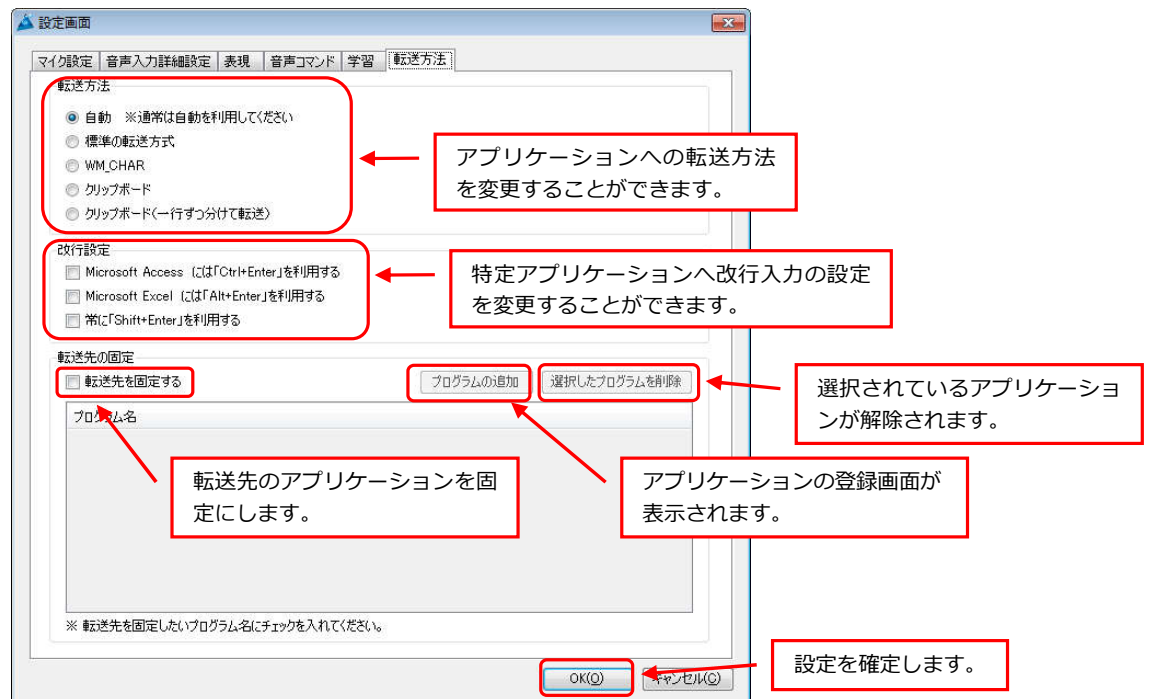 設定画面
マイク設定 音声入力詳細設定 表現 音声コマンド 学習 転送方法
転送方法
自動 ※通常は自動を利用してください
標準の転送方式
WM_CHAR
クリップボード
クリップボード(一行ずつ分けて転送)
アプリケーションへの転送方法
を変更することができます。
改行設定
Microsoft Access には「Ctrl+Enter」を利用する
Microsoft Excel には「Alt+Enter」を利用する
常に「Shift+Enter」を利用する
特定アプリケーションへ改行入力の設定
を変更することができます。
転送先の固定
転送先を固定する
プログラムの追加 選択したプログラムを削除
選択されているアプリケーショ
ンが解除されます。
プログラム名
転送先のアプリケーションを固
定にします。
アプリケーションの登録画面が
表示されます。
※ 転送先を固定したいプログラム名にチェックを入れてください。
OK(O) キャンセル(C)
設定を確定します。